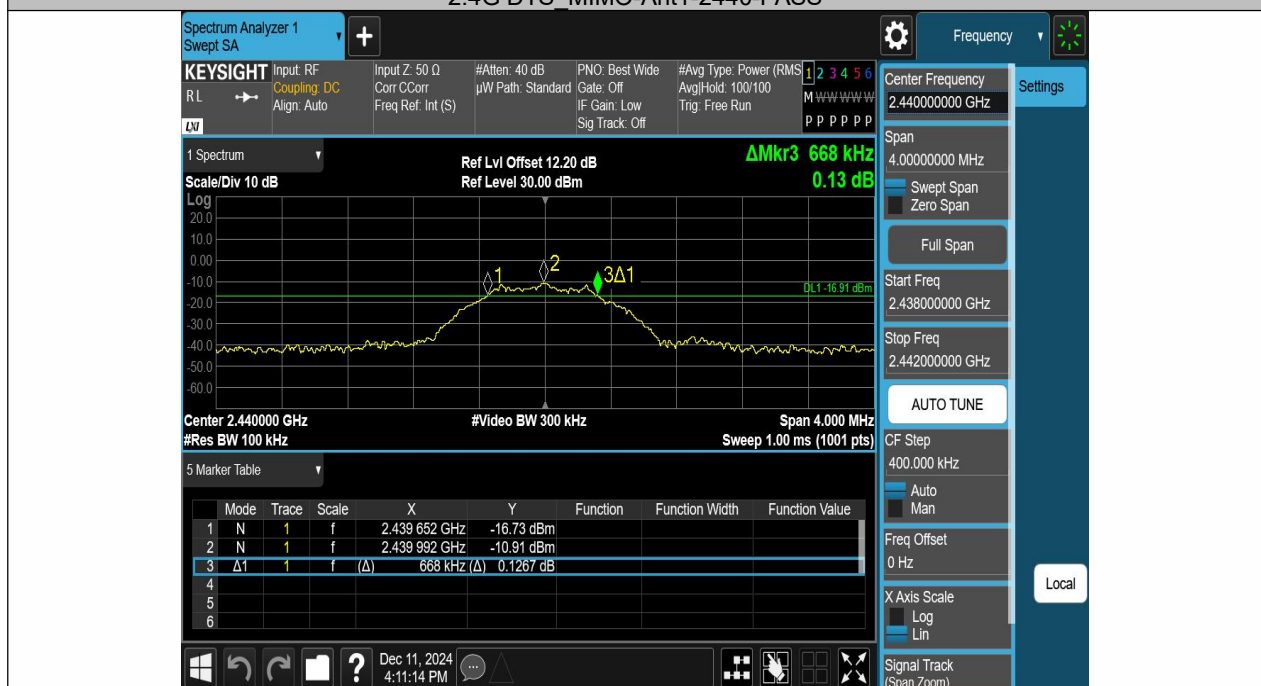 2.4G DTS_MIMO-Ant1-2440-PASS
Spectrum Analyzer 1
Swept SA
+
Frequency
KEYSIGHT
RL
LXI
Input: RF
Coupling: DC
Align: Auto
Input Z: 50 Ω
Corr CCorr
Freq Ref: Int (S)
#Atten: 40 dB
µW Path: Standard
PNO: Best Wide
Gate: Off
IF Gain: Low
Sig Track: Off
#Avg Type: Power (RMS
Avg|Hold: 100/100
Trig: Free Run
1 2 3 4 5 6
M W W W W W
P P P P P P
Center Frequency
2.440000000 GHz
Settings
Span
4.00000000 MHz
Swept Span
Zero Span
Full Span
Start Freq
2.438000000 GHz
Stop Freq
2.442000000 GHz
AUTO TUNE
CF Step
400.000 kHz
Auto
Man
Freq Offset
0 Hz
X Axis Scale
Log
Lin
Signal Track
(Span Zoom)
Local
1 Spectrum
Scale/Div 10 dB
Log
Ref Lvl Offset 12.20 dB
Ref Level 30.00 dBm
ΔMkr3 668 kHz
0.13 dB
20.0
10.0
0.00
-10.0
-20.0
-30.0
-40.0
-50.0
-60.0
1
2
3Δ1
DL1 -16.91 dBm
Center 2.440000 GHz
#Res BW 100 kHz
#Video BW 300 kHz
Span 4.000 MHz
Sweep 1.00 ms (1001 pts)
5 Marker Table
Mode Trace Scale X Y Function Function Width Function Value
1 N 1 f 2.439 652 GHz -16.73 dBm
2 N 1 f 2.439 992 GHz -10.91 dBm
3 Δ1 1 f (Δ) 668 kHz (Δ) 0.1267 dB
4
5
6
?
Dec 11, 2024
4:11:14 PM